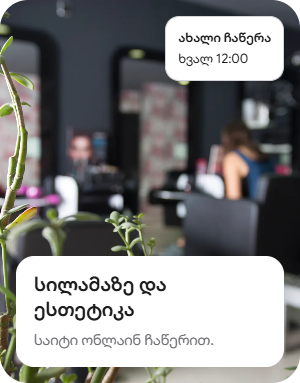 ახალი ჩაწერა
ხვალ 12:00
სილამაზე და
ესთეტიკა
საიტი ონლაინ ჩაწერით.